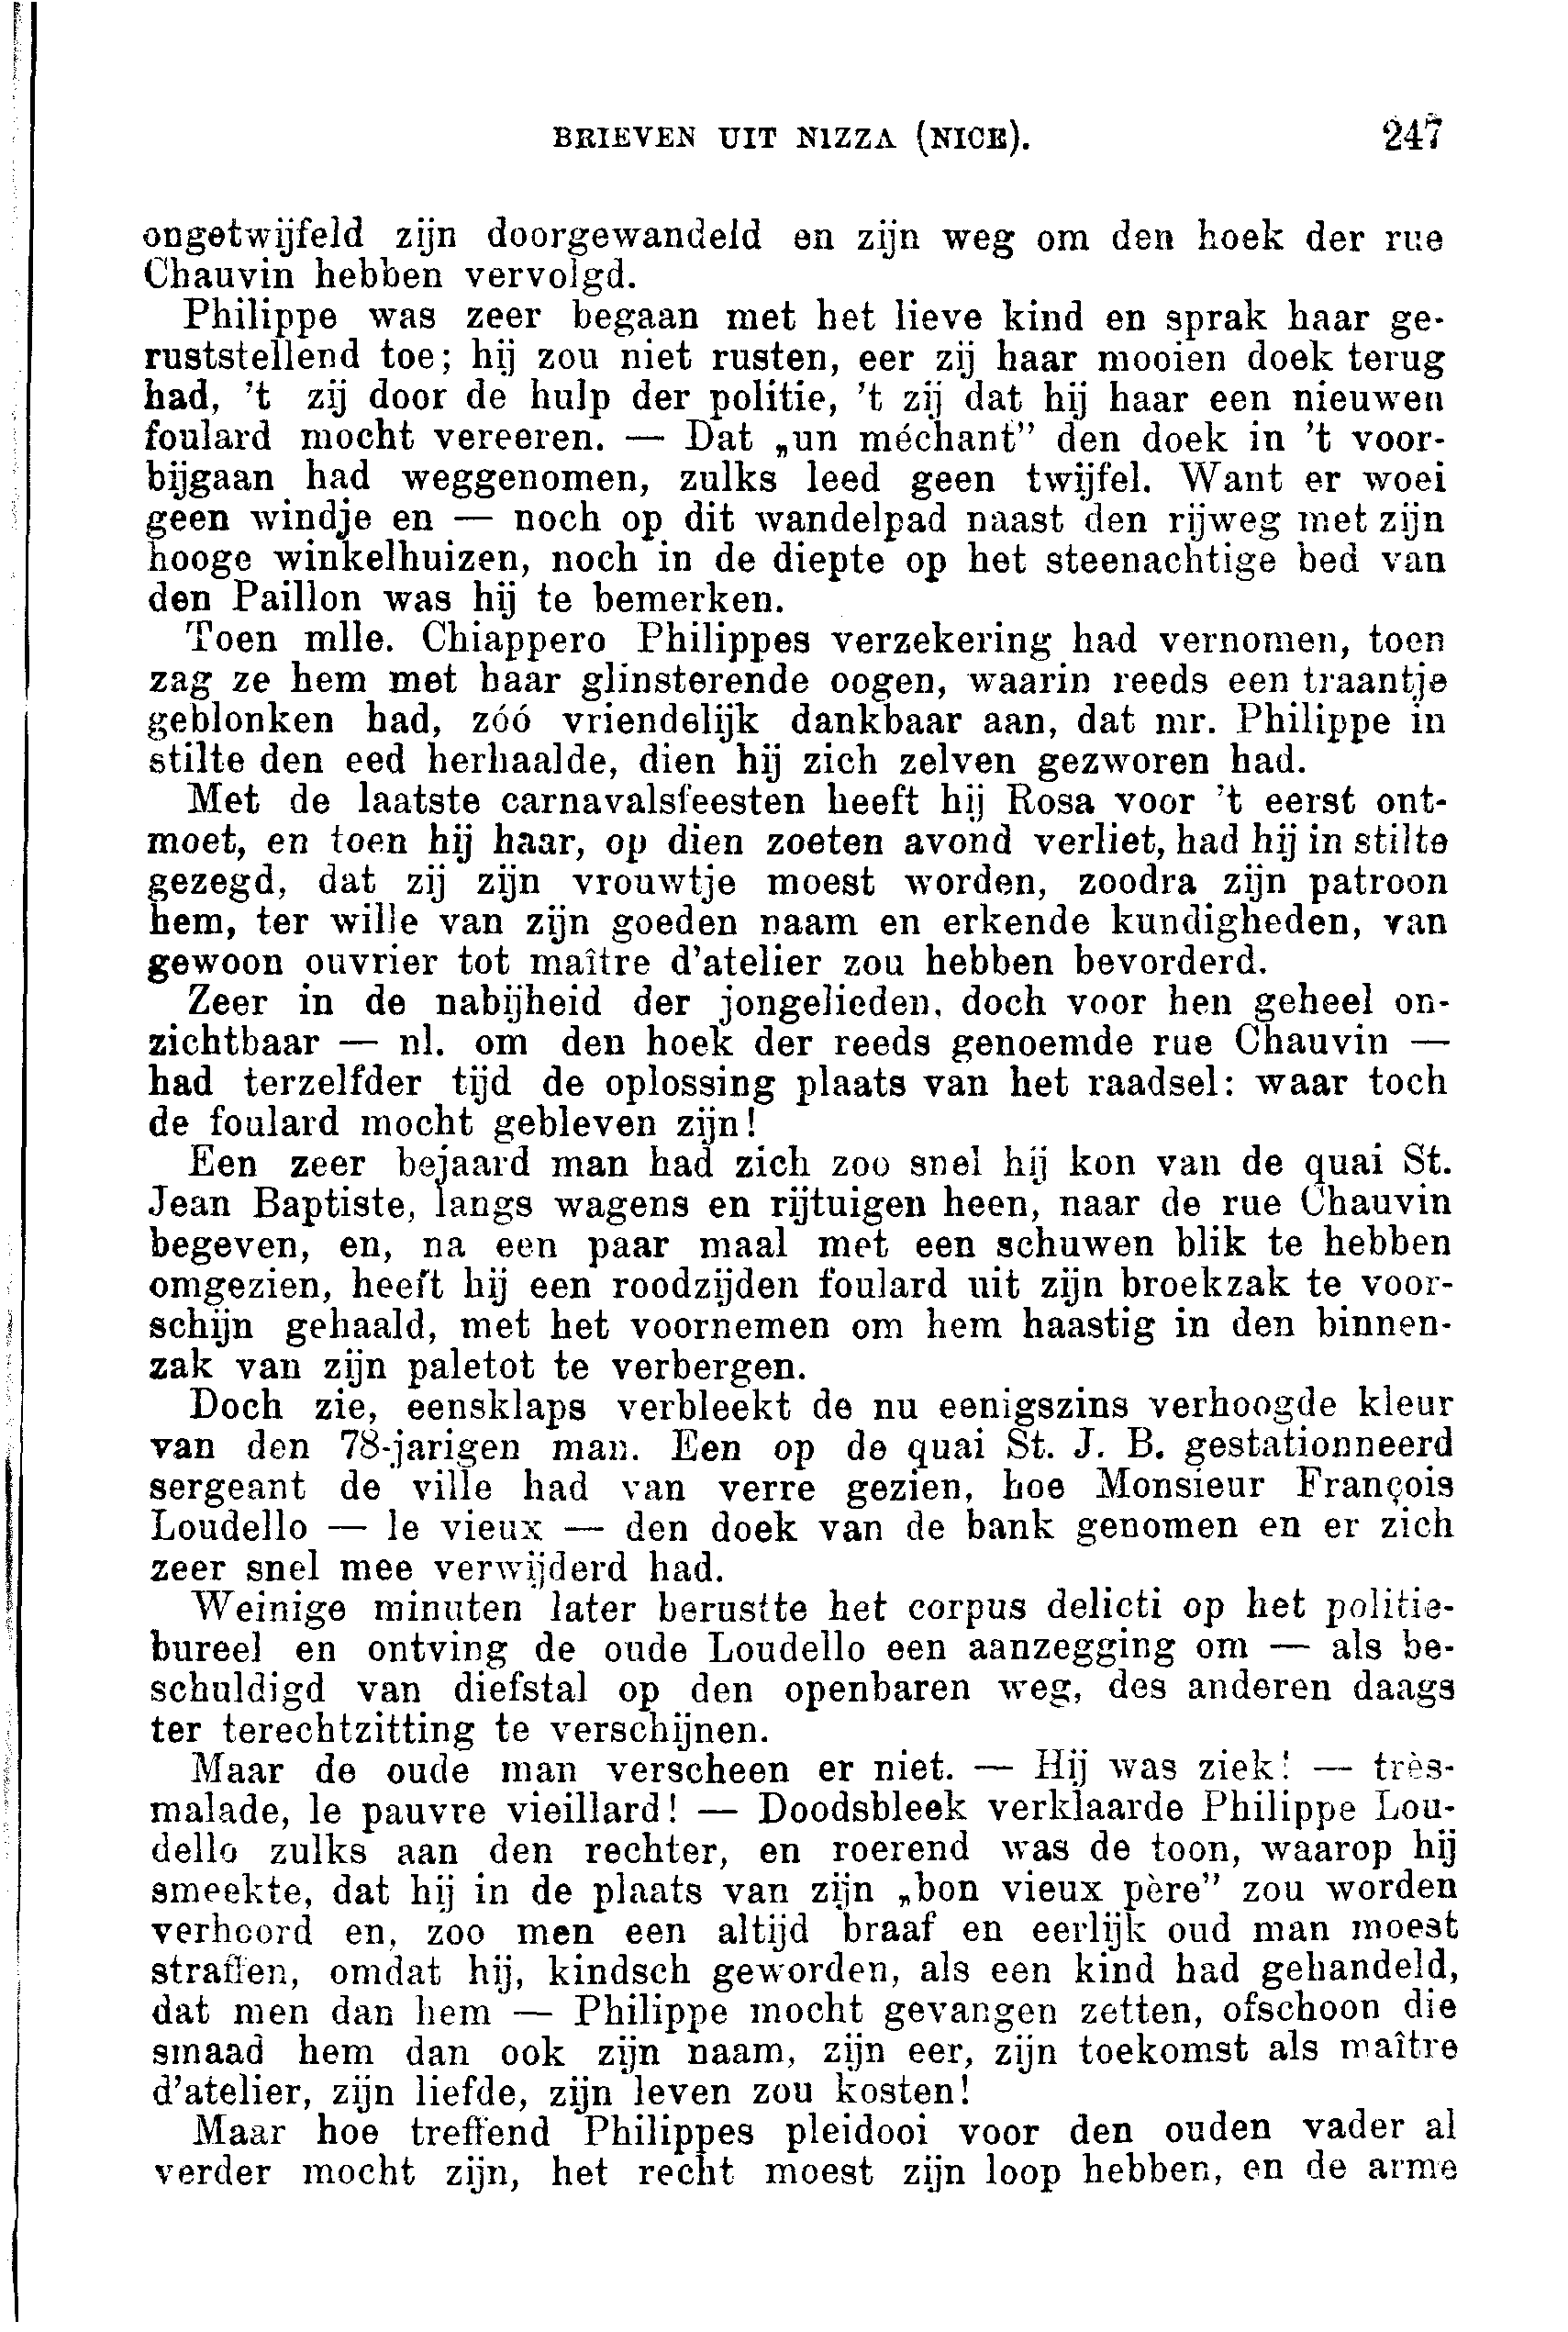 BRIEVEN UIT NIZZA (NICE). 247
ongetwijfeld zijn doorgewandeld en zijn weg om den hoek der rue
Chauvin hebben vervolgd.
Philippe was zeer begaan met het lieve kind en sprak haar ge-
ruststellend toe; hij zou niet rusten, eer zij haar mooien doek terug
had, 't zij door de hulp der politie, 't zij dat hij haar een nieuwen
foulard mocht vereeren. — Dat „un méchant” den doek in 't voor-
bijgaan had weggenomen, zulks leed geen twijfel. Want er woei
geen windje en — noch op dit wandelpad naast den rijweg met zijn
hooge winkelhuizen, noch in de diepte op het steenachtige bed van
den Paillon was hij te bemerken.
Toen mlle. Chiappero Philippes verzekering had vernomen, toen
zag ze hem met haar glinsterende oogen, waarin reeds een traantje
geblonken had, zóó vriendelijk dankbaar aan, dat mr. Philippe in
stilte den eed herhaalde, dien hij zich zelven gezworen had.
Met de laatste carnavalsfeesten heeft hij Rosa voor 't eerst ont-
moet, en toen hij haar, op dien zoeten avond verliet, had hij in stilte
gezegd, dat zij zijn vrouwtje moest worden, zoodra zijn patroon
hem, ter wille van zijn goeden naam en erkende kundigheden, van
gewoon ouvrier tot maître d'atelier zou hebben bevorderd.
Zeer in de nabijheid der jongelieden, doch voor hen geheel on-
zichtbaar — nl. om den hoek der reeds genoemde rue Chauvin —
had terzelfder tijd de oplossing plaats van het raadsel: waar toch
de foulard mocht gebleven zijn!
Een zeer bejaard man had zich zoo snel hij kon van de quai St.
Jean Baptiste, langs wagens en rijtuigen heen, naar de rue Chauvin
begeven, en, na een paar maal met een schuwen blik te hebben
omgezien, heeft hij een roodzijden foulard uit zijn broekzak te voor-
schijn gehaald, met het voornemen om hem haastig in den binnen-
zak van zijn paletot te verbergen.
Doch zie, eensklaps verbleekt de nu eenigszins verhoogde kleur
van den 78-jarigen man. Een op de quai St. J. B. gestationneerd
sergeant de ville had van verre gezien, hoe Monsieur François
Loudello — le vieux — den doek van de bank genomen en er zich
zeer snel mee verwijderd had.
Weinige minuten later berustte het corpus delicti op het politie-
bureel en ontving de oude Loudello een aanzegging om — als be-
schuldigd van diefstal op den openbaren weg, des anderen daags
ter terechtzitting te verschijnen.
Maar de oude man verscheen er niet. — Hij was ziek! — très-
malade, le pauvre vieillard! — Doodsbleek verklaarde Philippe Lou-
dello zulks aan den rechter, en roerend was de toon, waarop hij
smeekte, dat hij in de plaats van zijn „bon vieux père” zou worden
verhoord en, zoo men een altijd braaf en eerlijk oud man moest
straffen, omdat hij, kindsch geworden, als een kind had gehandeld,
dat men dan hem — Philippe mocht gevangen zetten, ofschoon die
smaad hem dan ook zijn naam, zijn eer, zijn toekomst als maître
d'atelier, zijn liefde, zijn leven zou kosten!
Maar hoe treffend Philippes pleidooi voor den ouden vader al
verder mocht zijn, het recht moest zijn loop hebben, en de arme